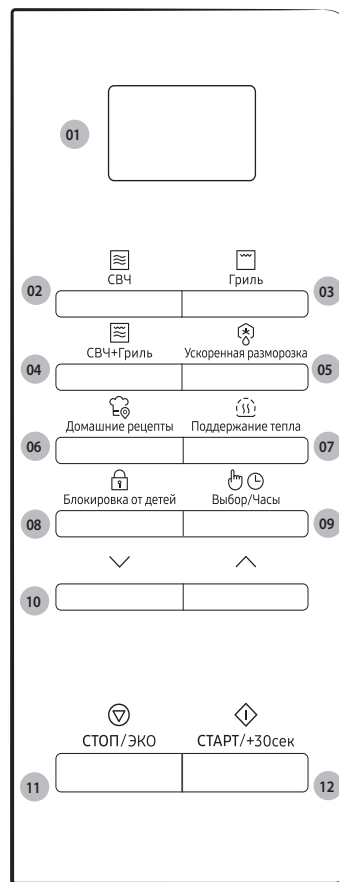 01
СВЧ
Гриль
02
03
СВЧ+Гриль
Ускоренная разморозка
04
05
Домашние рецепты
Поддержание тепла
06
07
Блокировка от детей
Выбор/Часы
08
09
10
СТОП/ЭКО
СТАРТ/+30сек
11
12